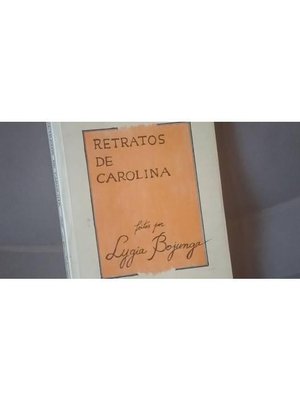 RETRATOS
DE
CAROLINA
feitos por
Lygia Bojunga